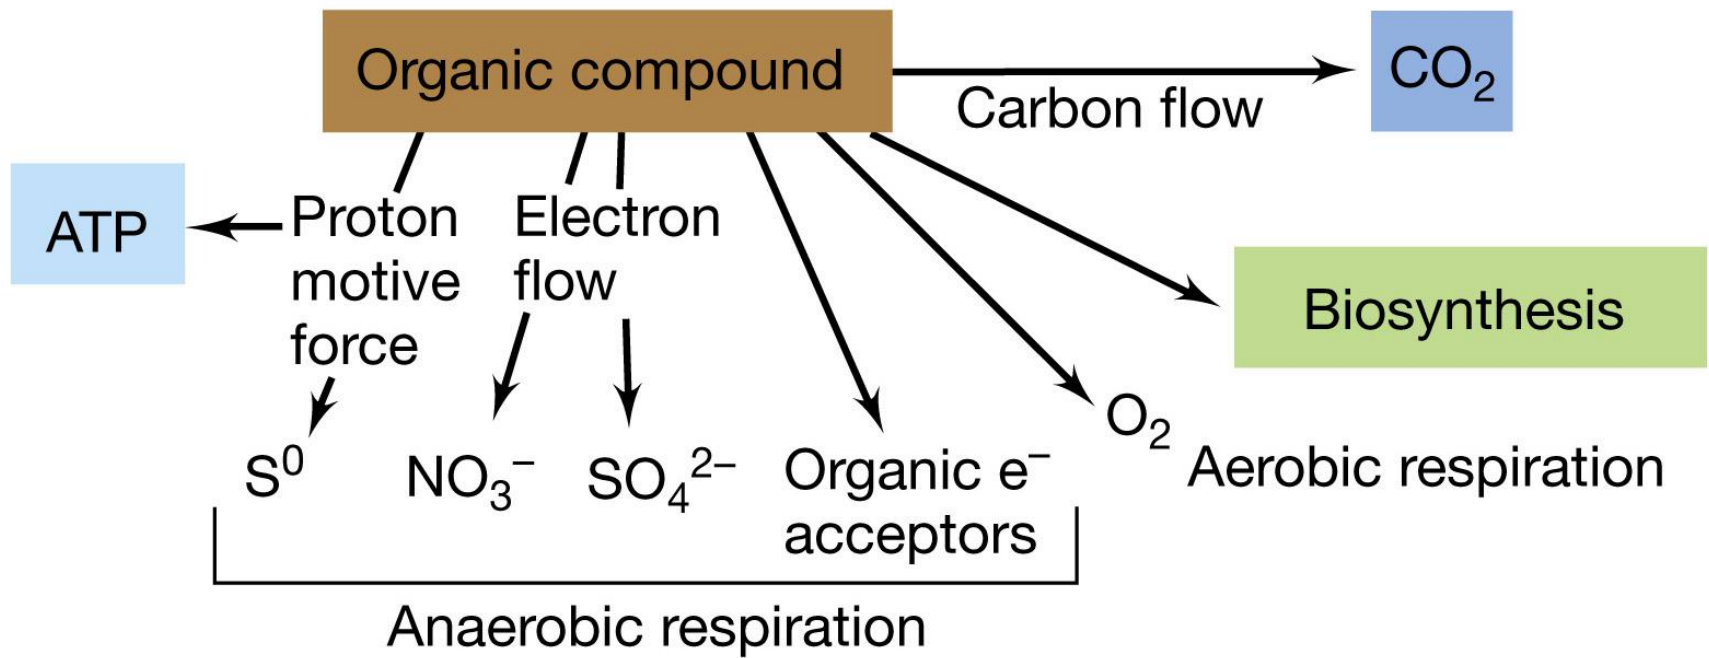 Organic compound
CO₂
Carbon flow
ATP
Proton
motive
force
Electron
flow
Biosynthesis
O₂
Aerobic respiration
S⁰
NO₃⁻
SO₄²⁻
Organic e⁻
acceptors
Anaerobic respiration